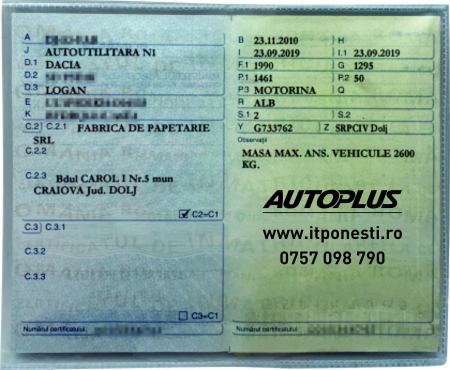 A
J AUTOUTILITARA N1
D.1 DACIA
D.2
D.3 LOGAN
E
K
C.2 C.2.1 FABRICA DE PAPETARIE
SRL
C.2.2
C.2.3 Bdul CAROL I Nr.5 mun
CRAIOVA Jud. DOLJ
C2=C1
C.3 C.3.1
C.3.2
C.3.3
C3=C1
Numărul certificatului
B 23.11.2010 H
I 23.09.2019 I.1 23.09.2019
F.1 1990 G 1295
P.1 1461 P.2 50
P.3 MOTORINA Q
R ALB
S.1 2 S.2
Y G733762 Z SRPCIV Dolj
Observații
MASA MAX. ANS. VEHICULE 2600
KG.
AUTOPLUS
www.itponesti.ro
0757 098 790
Numărul certificatului